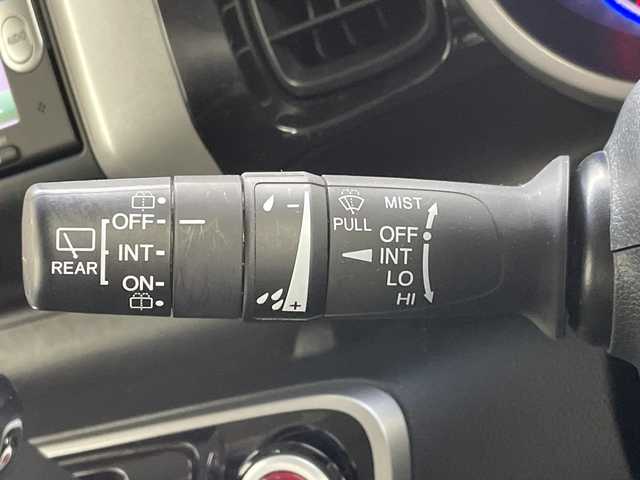 OFF
INT
ON
REAR
- 
+
MIST
PULL
OFF
INT
LO
HI